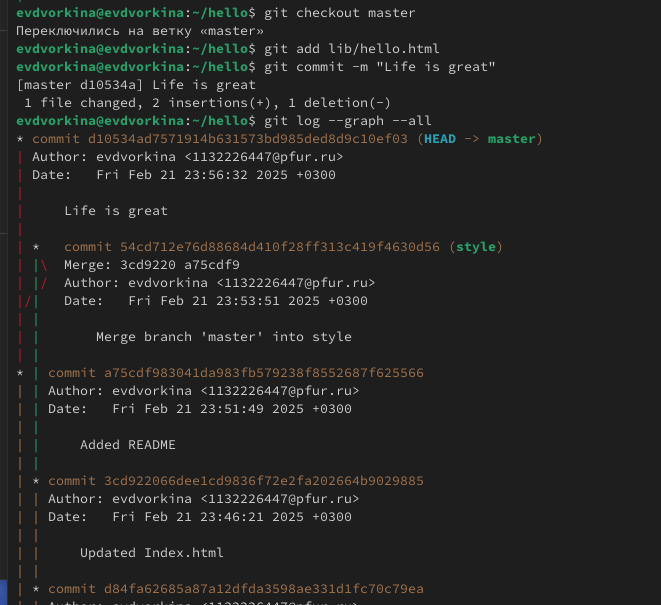 evdvorkina@evdvorkina:~/hello$ git checkout master
Переключились на ветку «master»
evdvorkina@evdvorkina:~/hello$ git add lib/hello.html
evdvorkina@evdvorkina:~/hello$ git commit -m "Life is great"
[master d10534a] Life is great
 1 file changed, 2 insertions(+), 1 deletion(-)
evdvorkina@evdvorkina:~/hello$ git log --graph --all
* commit d10534ad7571914b631573bd985ded8d9c10ef03 (HEAD -> master)
| Author: evdvorkina <1132226447@pfur.ru>
| Date:   Fri Feb 21 23:56:32 2025 +0300
|
|     Life is great
|
| *   commit 54cd712e76d88684d410f28ff313c419f4630d56 (style)
| |\  Merge: 3cd9220 a75cdf9
| |/  Author: evdvorkina <1132226447@pfur.ru>
|/|   Date:   Fri Feb 21 23:53:51 2025 +0300
| |
| |       Merge branch 'master' into style
| |
* | commit a75cdf983041da983fb579238f8552687f625566
| | Author: evdvorkina <1132226447@pfur.ru>
| | Date:   Fri Feb 21 23:51:49 2025 +0300
| |
| |     Added README
| |
| * commit 3cd922066dee1cd9836f72e2fa202664b9029885
| | Author: evdvorkina <1132226447@pfur.ru>
| | Date:   Fri Feb 21 23:46:21 2025 +0300
| |
| |     Updated Index.html
| |
| * commit d84fa62685a87a12dfda3598ae331d1fc70c79ea
| | Author: evdvorkina <1132226447@pfur.ru>